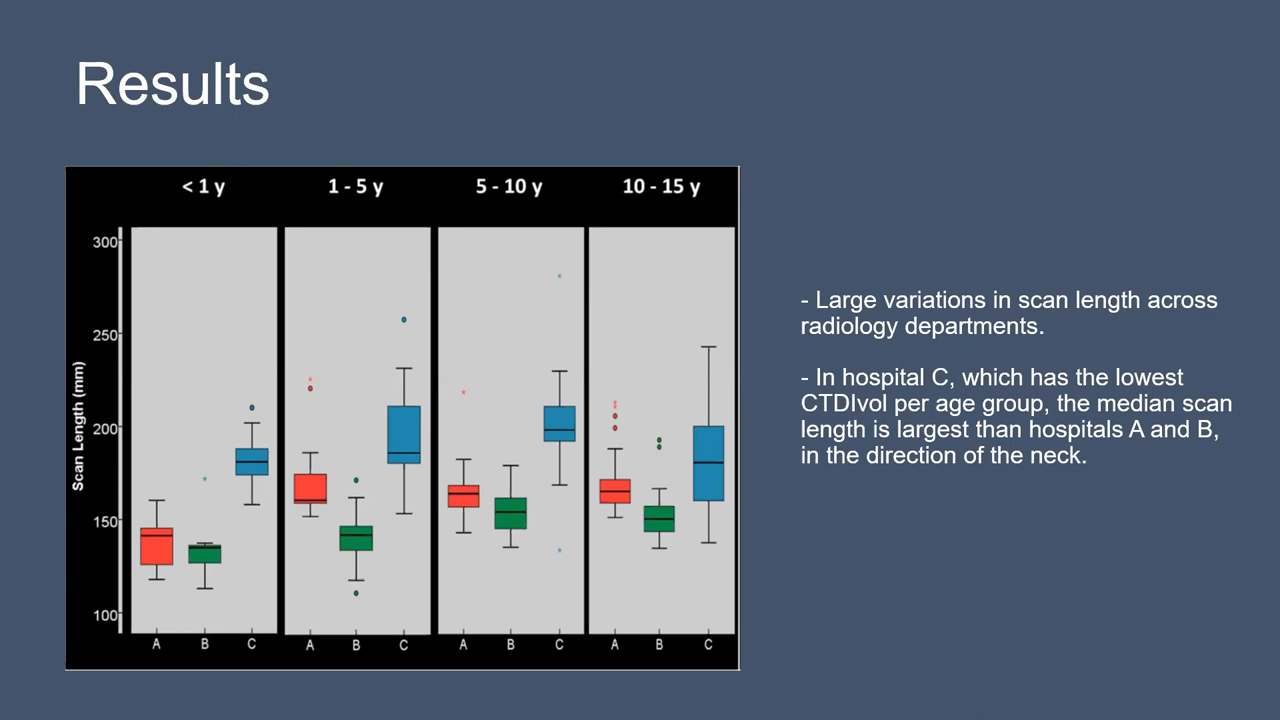 Results
< 1 y
1 - 5 y
5 - 10 y
10 - 15 y
Scan Length (mm)
300
250
200
150
100
A B C
A B C
A B C
A B C
- Large variations in scan length across
radiology departments.
- In hospital C, which has the lowest
CTDIvol per age group, the median scan
length is largest than hospitals A and B,
in the direction of the neck.